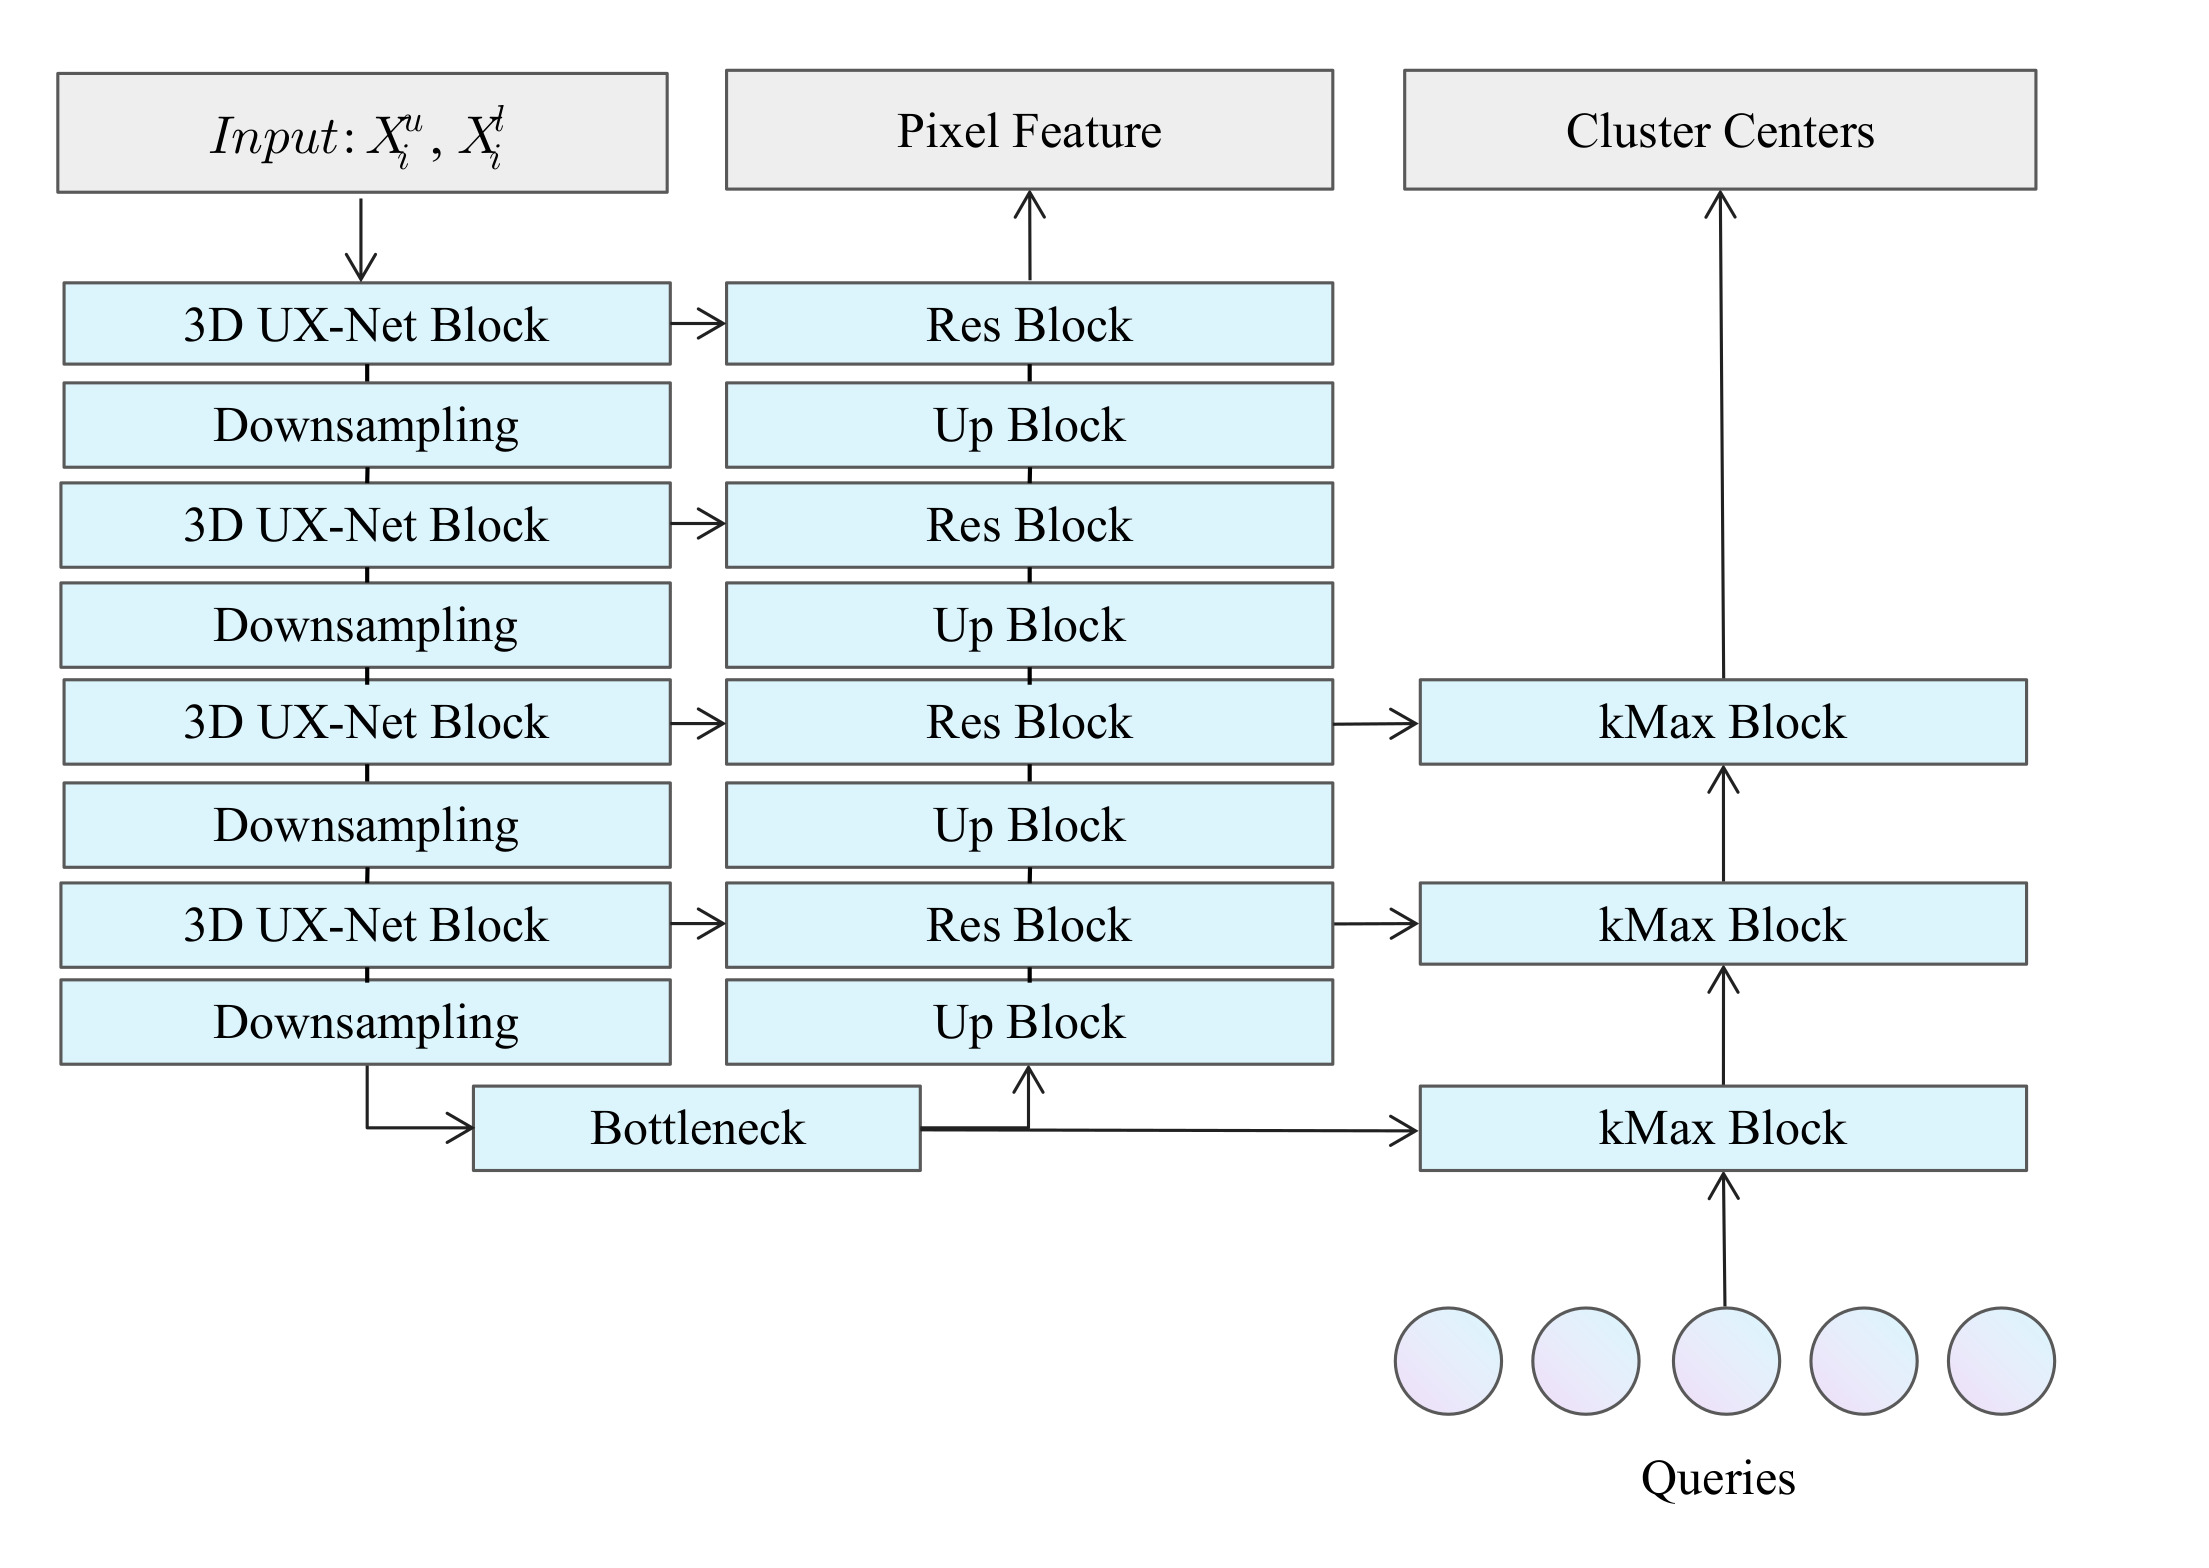 Input: X_i^u, X_i^l
Pixel Feature
Cluster Centers
3D UX-Net Block
Res Block
Downsampling
Up Block
3D UX-Net Block
Res Block
Downsampling
Up Block
3D UX-Net Block
Res Block
kMax Block
Downsampling
Up Block
3D UX-Net Block
Res Block
kMax Block
Downsampling
Up Block
Bottleneck
kMax Block
Queries